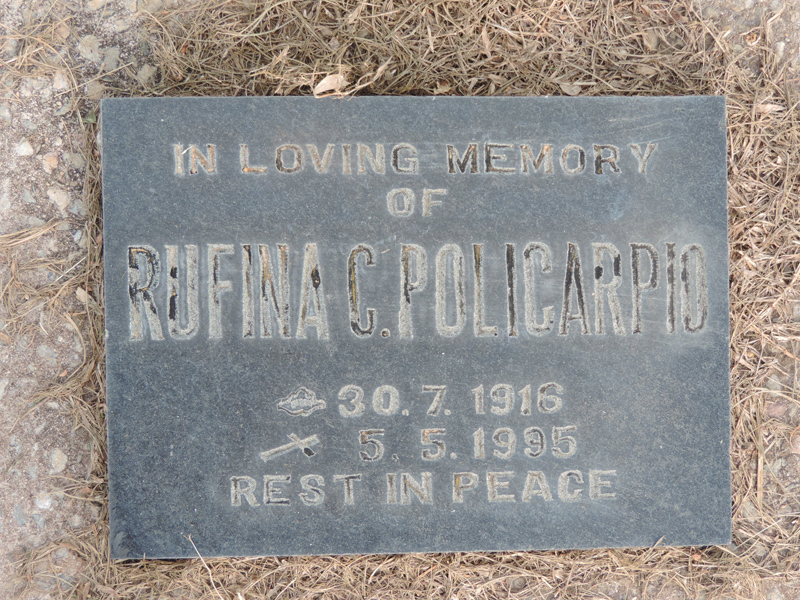 IN LOVING MEMORY
OF
RUFINA C. POLICARPIO
30. 7. 1916
5. 5. 1995
REST IN PEACE